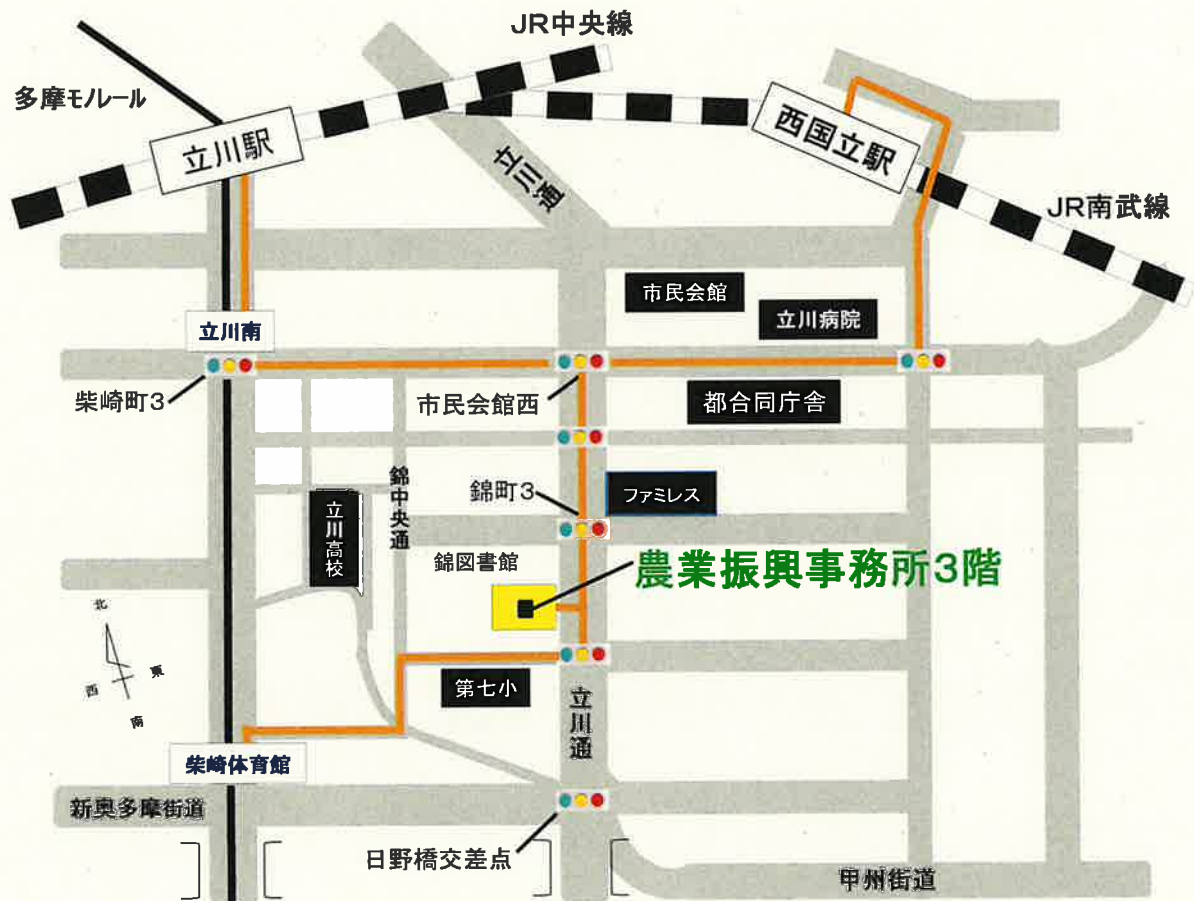 JR中央線
多摩モノレール
立川駅
西国立駅
立川通
JR南武線
市民会館
立川病院
立川南
柴崎町3
市民会館西
都合同庁舎
錦中央通
錦町3
ファミレス
立川高校
錦図書館
農業振興事務所3階
北
東
西
南
第七小
立川通
柴崎体育館
新奥多摩街道
日野橋交差点
甲州街道